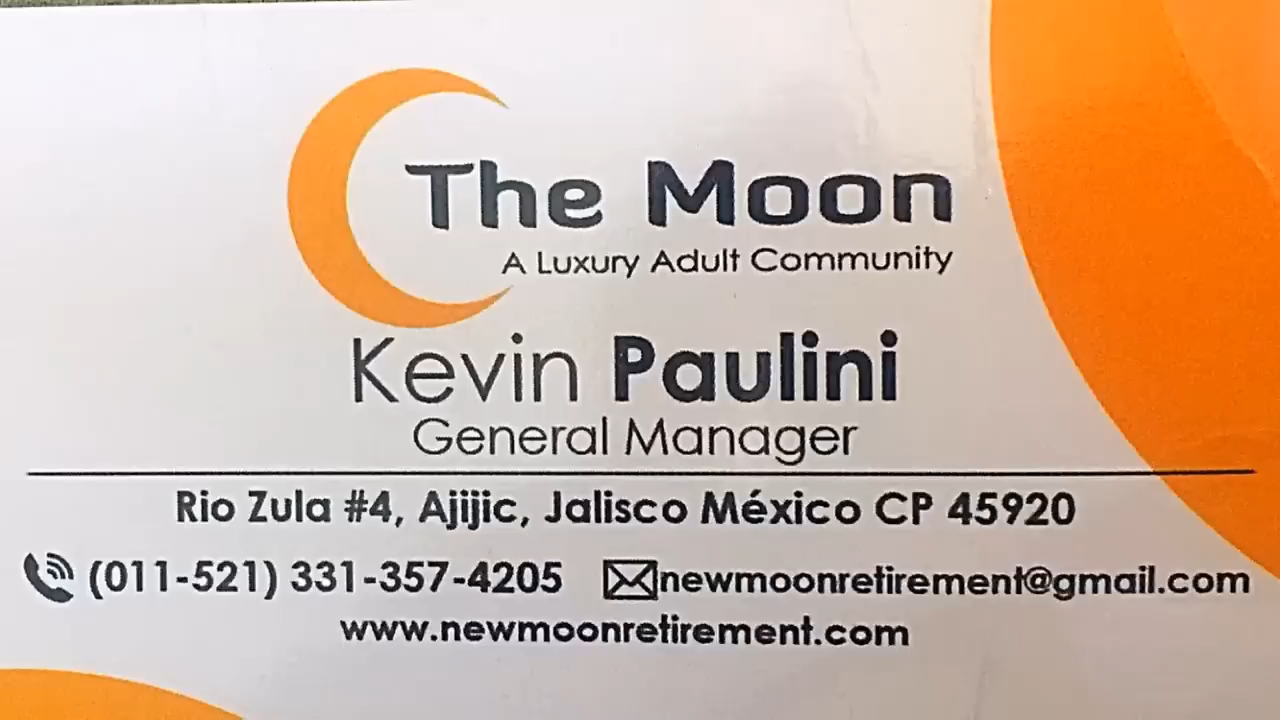 The Moon
A Luxury Adult Community
Kevin Paulini
General Manager
Rio Zula #4, Ajijic, Jalisco México CP 45920
(011-521) 331-357-4205 newmoonretirement@gmail.com
www.newmoonretirement.com